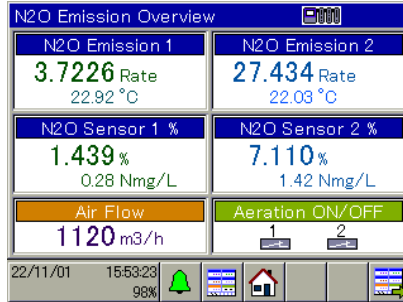 N2O Emission Overview
N2O Emission 1
3.7226 Rate
22.92 °C
N2O Emission 2
27.434 Rate
22.03 °C
N2O Sensor 1 %
1.439 %
0.28 Nmg/L
N2O Sensor 2 %
7.110 %
1.42 Nmg/L
Air Flow
1120 m3/h
Aeration ON/OFF
1 2
22/11/01 15:53:23
98%